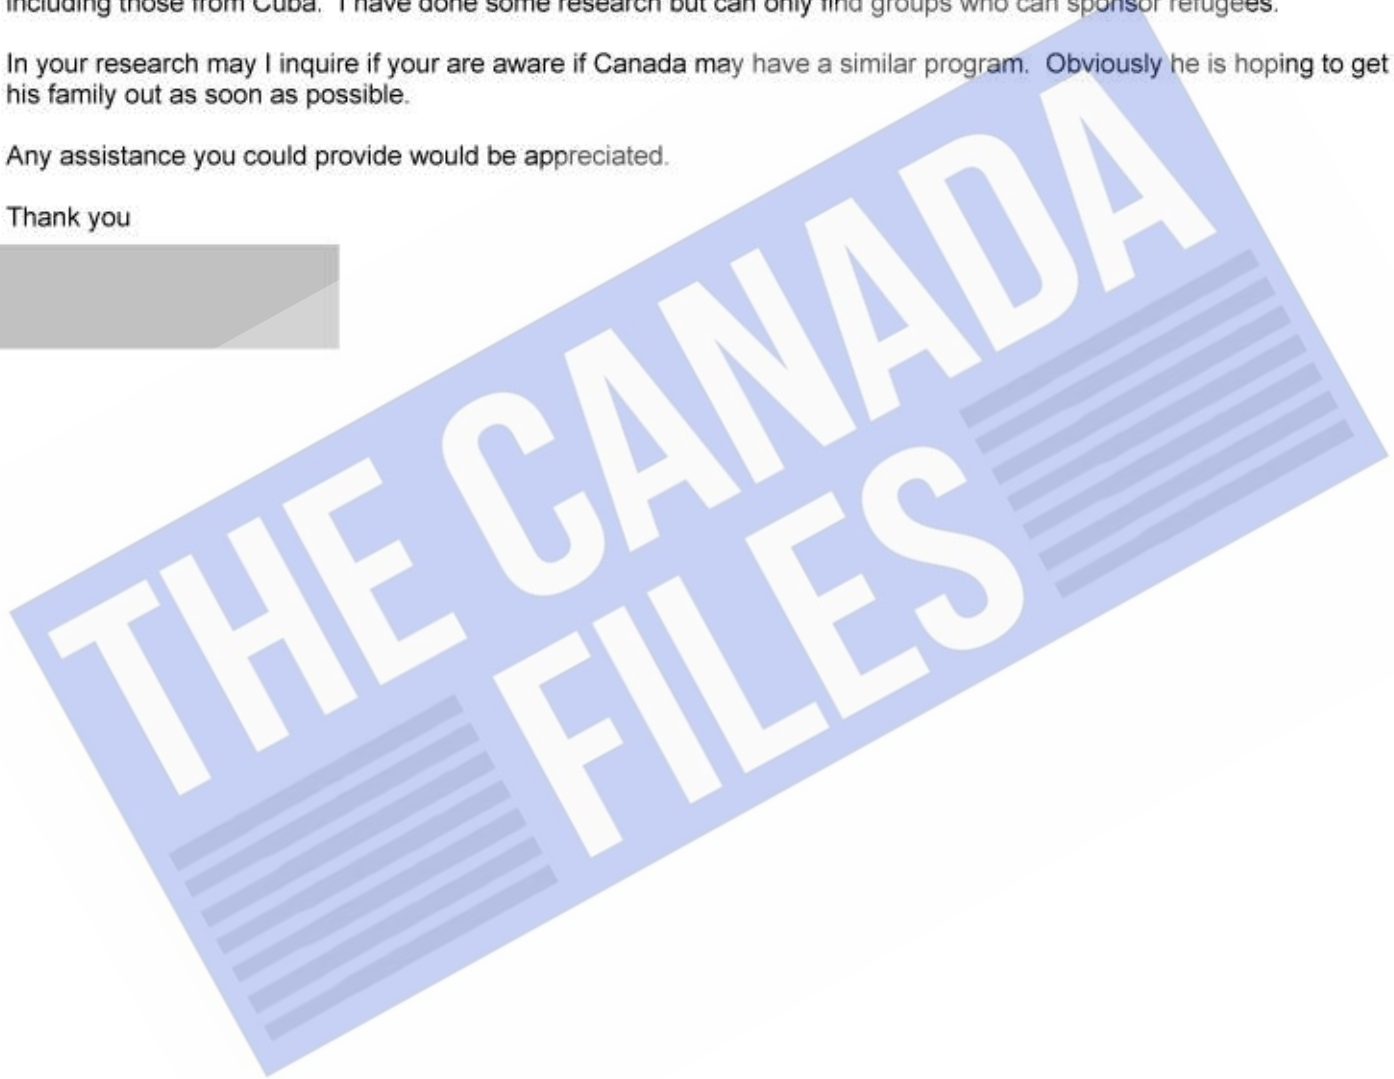 including those from Cuba. I have done some research but can only find groups who can sponsor refugees.
In your research may I inquire if your are aware if Canada may have a similar program. Obviously he is hoping to get
his family out as soon as possible.
Any assistance you could provide would be appreciated.
Thank you
THE CANADA
FILES